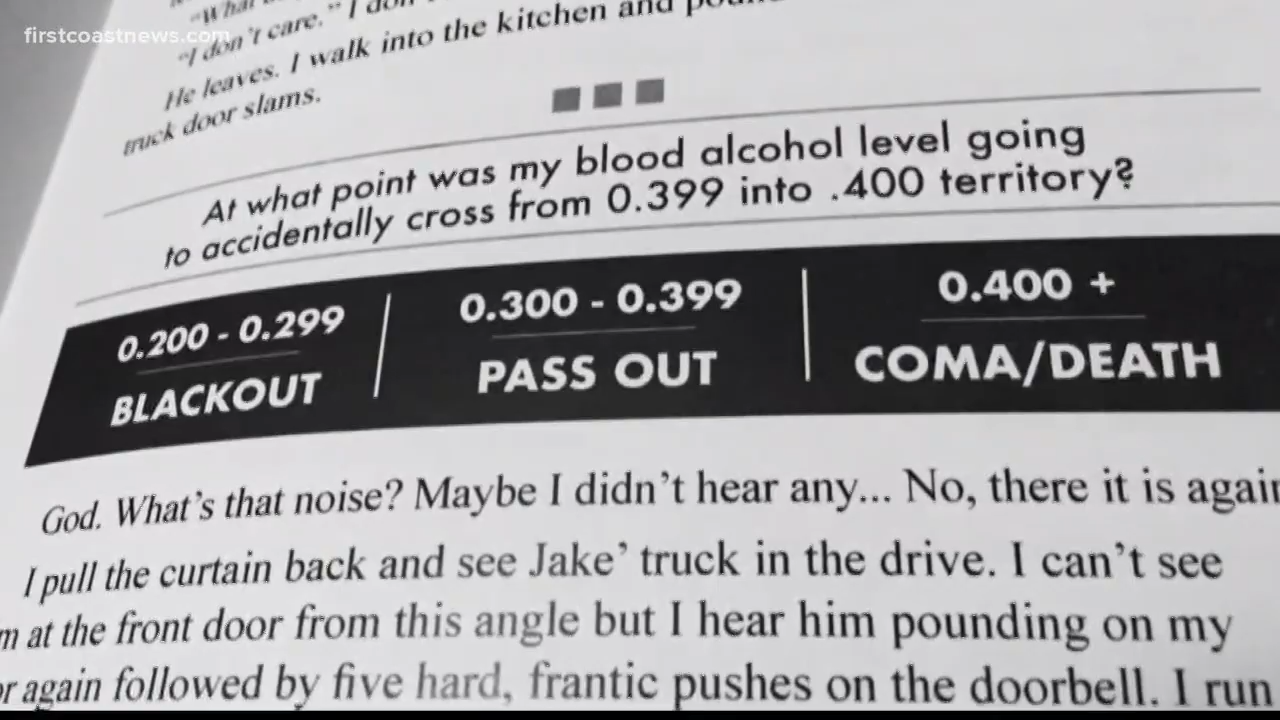 firstcoastnews.com
"What
"I don't care." I don
He leaves. I walk into the kitchen and
truck door slams.
At what point was my blood alcohol level going
to accidentally cross from 0.399 into .400 territory?
0.200 - 0.299
BLACKOUT
0.300 - 0.399
PASS OUT
0.400 +
COMA/DEATH
God. What's that noise? Maybe I didn't hear any... No, there it is again
I pull the curtain back and see Jake' truck in the drive. I can't see
m at the front door from this angle but I hear him pounding on my
or again followed by five hard, frantic pushes on the doorbell. I run